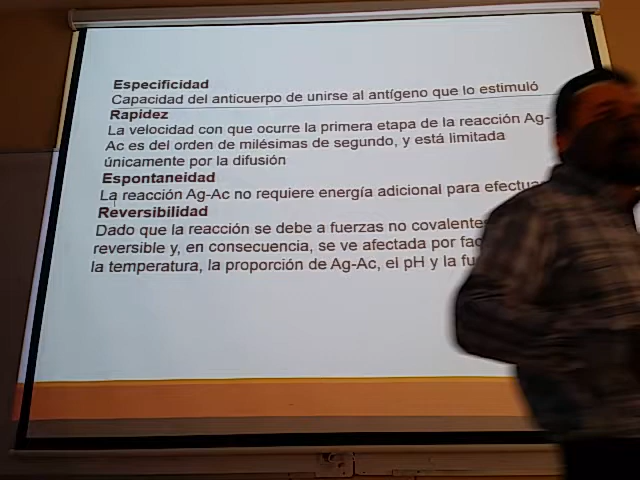 Especificidad
Capacidad del anticuerpo de unirse al antígeno que lo estimuló
Rapidez
La velocidad con que ocurre la primera etapa de la reacción Ag-
Ac es del orden de milésimas de segundo, y está limitada
únicamente por la difusión
Espontaneidad
La reacción Ag-Ac no requiere energía adicional para
Reversibilidad
Dado que la reacción se debe a fuerzas no
reversible y, en consecuencia, se ve afectada por
la temperatura, la proporción de Ag-Ac, el pH y la